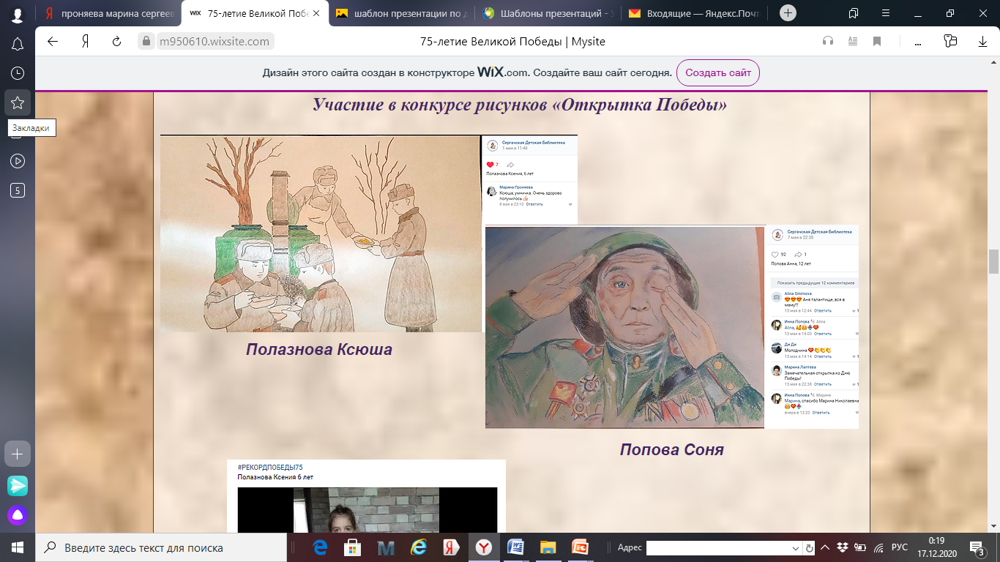 проняева марина сергеев
WIX 75-летие Великой Побе
шаблон презентации по д
Шаблоны презентаций - У
Входящие — Яндекс.Почт
m950610.wixsite.com
75-летие Великой Победы | Mysite
Дизайн этого сайта создан в конструкторе WiX.com. Создайте ваш сайт сегодня.
Создать сайт
Закладки
5
Участие в конкурсе рисунков «Открытка Победы»
Сергачская Детская-Библиотека
1 мая в 11:48
7
Полазнова Ксения, 6 лет
Марина Проняева
Ксюша, умничка. Очень здорово
получилось
8 мая в 23:10 Ответить
Полазнова Ксюша
Сергачская Детская-Библиотека
7 мая в 22:38
92 1
Попова Анна, 12 лет
Показать предыдущие 12 комментариев
Alina Smirnova
Аня талантище, вся в
маму!!!
13 мая в 12:44 Ответить 1
Инна Попова Alina
Alina,
13 мая в 14:03 Ответить
Ди Ди
Молодчина
13 мая в 14:14 Ответить 1
Марина Лаптева
Замечательная открытка ко Дню
Победы!
13 мая в 22:38 Ответить 1
Инна Попова Марине
Марина, спасибо Марина Николаевна
вчера в 13:20 Ответить
Попова Соня
#РЕКОРДПОБЕДЫ75
Полазнова Ксения 6 лет
Введите здесь текст для поиска
Адрес
РУС
0:19
17.12.2020
3